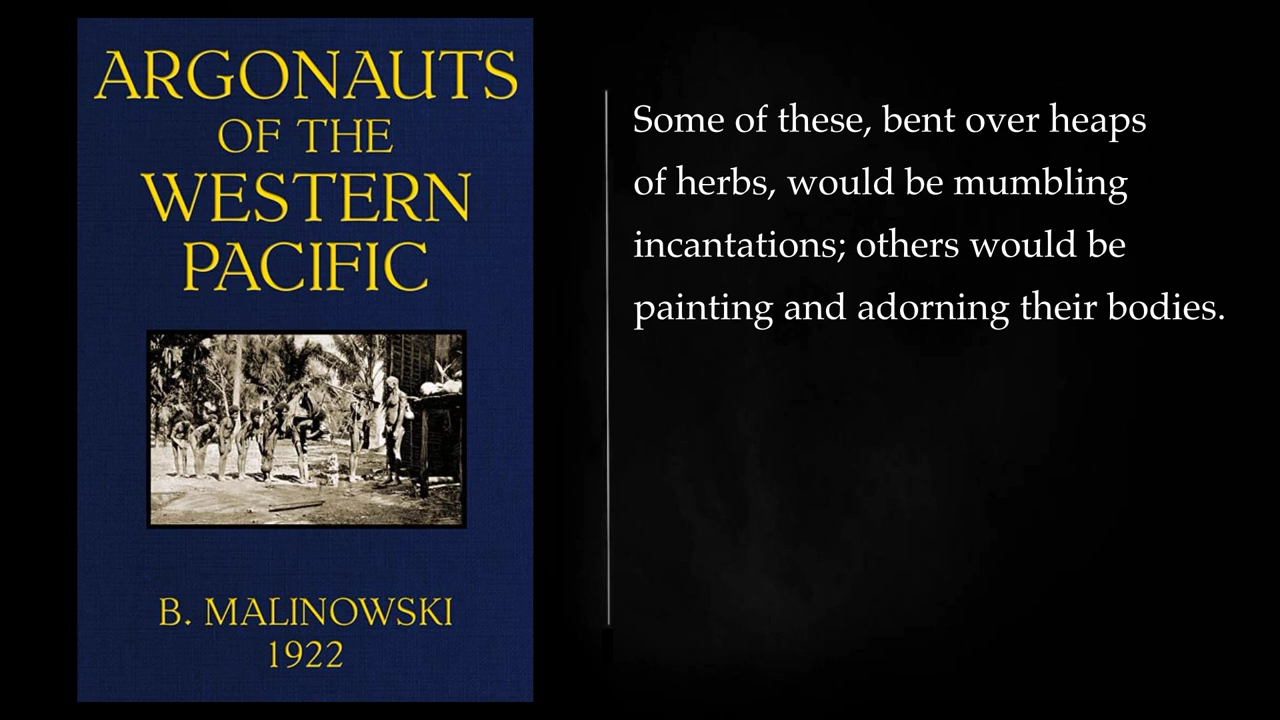 ARGONAUTS
OF THE
WESTERN
PACIFIC
B. MALINOWSKI
1922
Some of these, bent over heaps
of herbs, would be mumbling
incantations; others would be
painting and adorning their bodies.